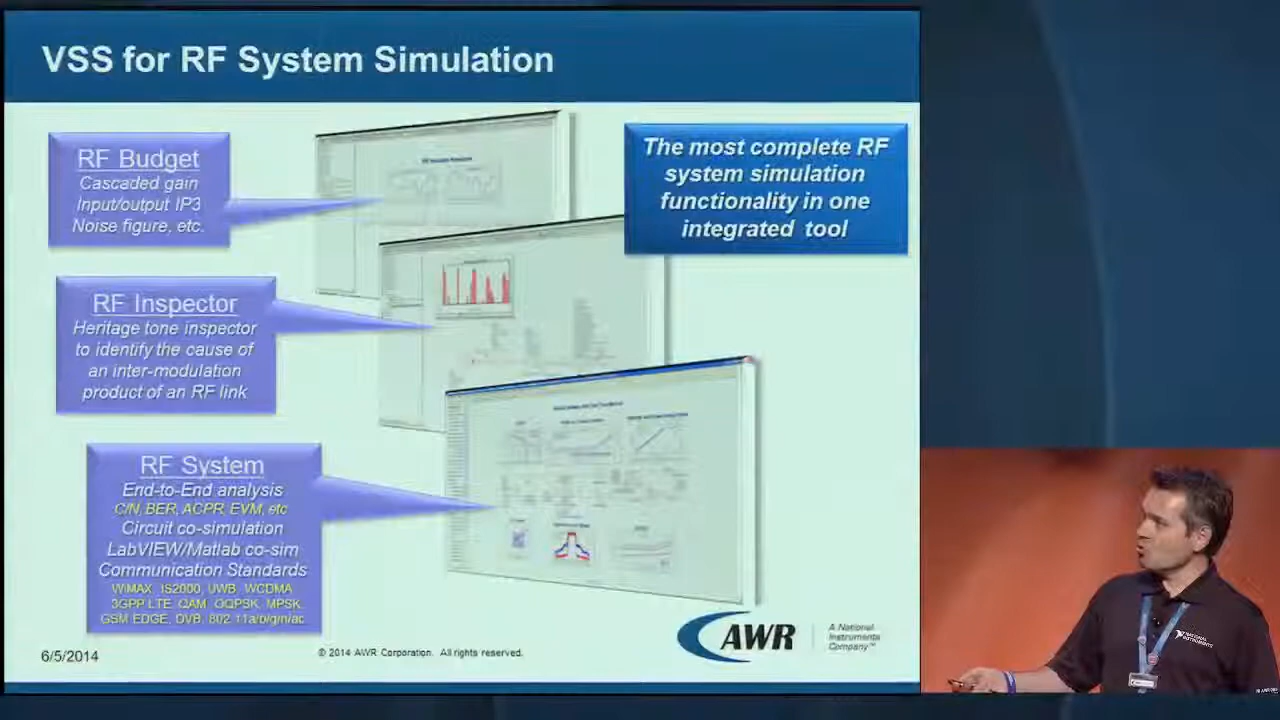 VSS for RF System Simulation
RF Budget
Cascaded gain
Input/output IP3
Noise figure, etc.
The most complete RF
system simulation
functionality in one
integrated tool
RF Inspector
Heritage tone inspector
to identify the cause of
an inter-modulation
product of an RF link
RF System
End-to-End analysis
C/N, BER, ACPR, EVM, etc
Circuit co-simulation
LabVIEW/Matlab co-sim
Communication Standards
WiMAX, IS2000, UWB, WCDMA
3GPP LTE, QAM, OQPSK, MPSK,
GSM EDGE, DVB, 802.11a/b/g/n/ac
6/5/2014
© 2014 AWR Corporation. All rights reserved.
AWR
A National
Instruments
Company™
NATIONAL
INSTRUMENTS